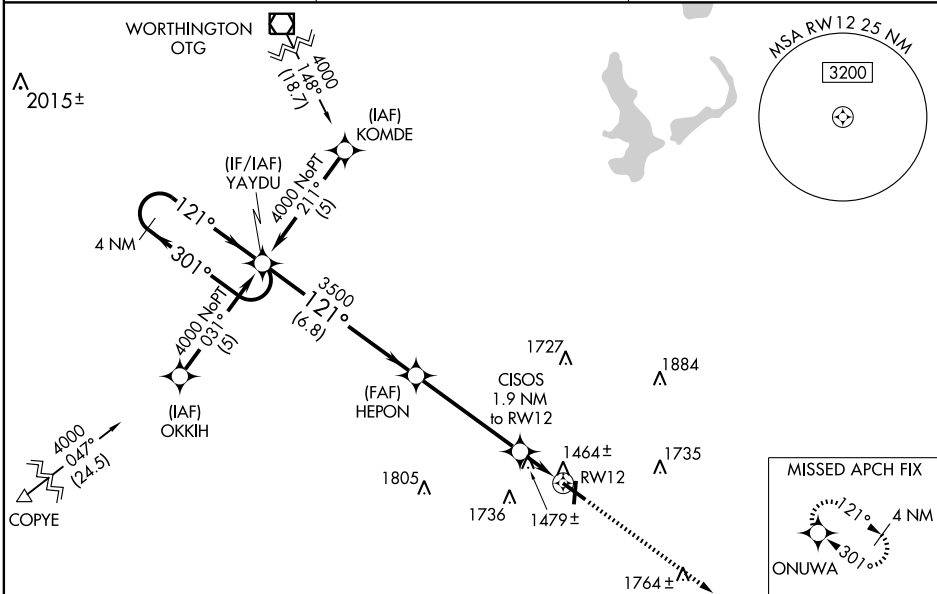 WORTHINGTON
OTG
4000
148°
(18.7)
MSA RW12 25 NM
3200
2015±
(IAF)
KOMDE
(IF/IAF)
YAYDU
4000 NoPT
211°
(5)
121°
4 NM
301°
3500
121°
(6.8)
4000 NoPT
031°
(5)
1727
1884
(FAF)
HEPON
CISOS
1.9 NM
to RW12
(IAF)
OKKIH
4000
047°
(24.5)
COPYE
1464±
1735
RW12
1805
1736
1479±
1764±
MISSED APCH FIX
121°
4 NM
301°
ONUWA